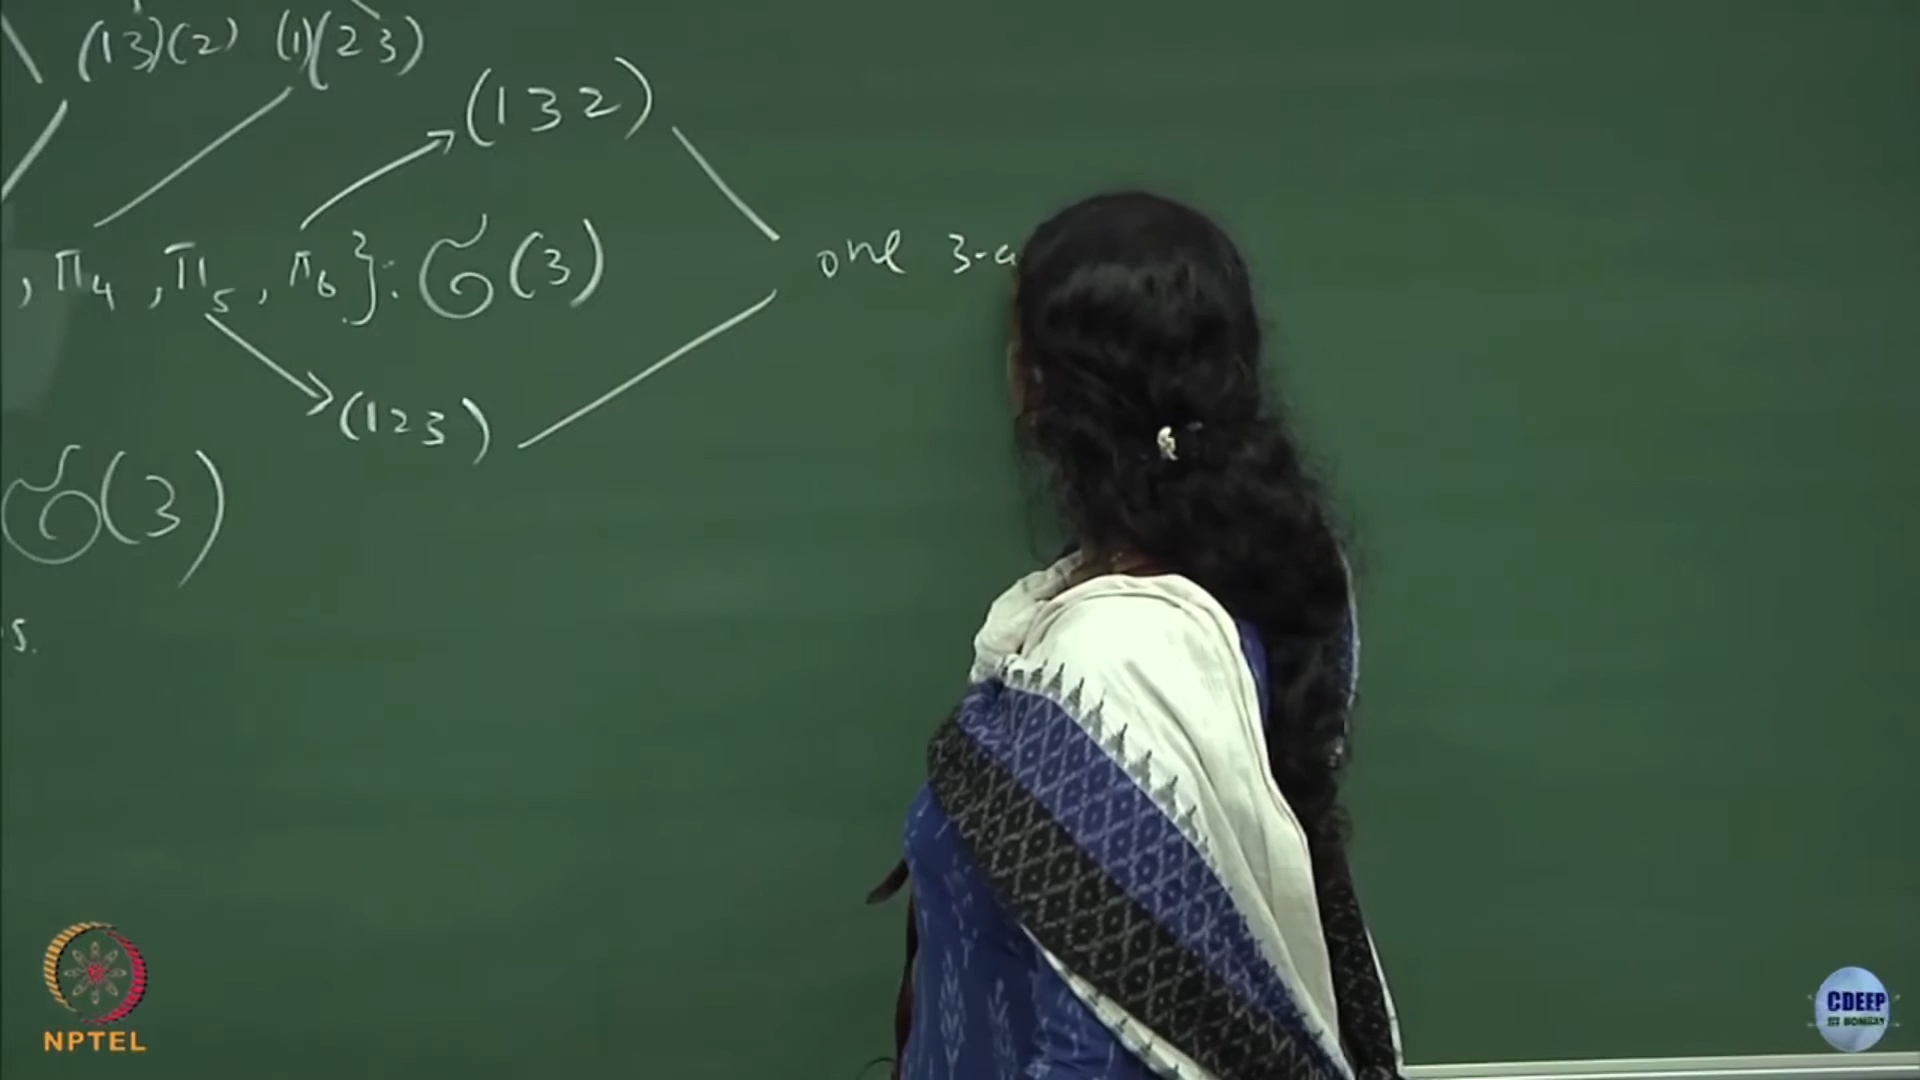 (13)(2) (1)(23)
(132)
, π4, π5, π6}: σ(3)
one 3-c
(123)
σ(3)
s.
NPTEL
CDEEP
IIT BOMBAY